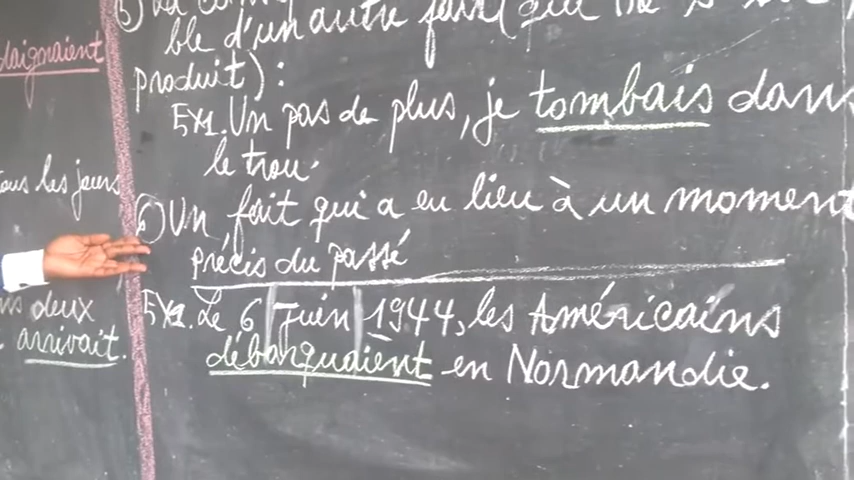 daignaient
tous les jours
deux
arrivait.
ble d'un autre fait (qui ne s'
produit) :
Ex1. Un pas de plus, je tombais dans
le trou.
6) Un fait qui a eu lieu à un moment
précis du passé
Ex1. Le 6 Juin 1944, les Américains
débarquaient en Normandie.